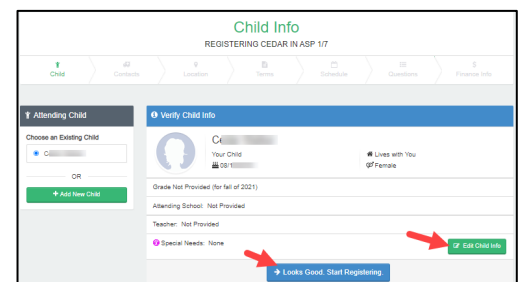 Child Info
REGISTERING CEDAR IN ASP 1/7
Child
Contacts
Location
Terms
Schedule
Questions
Finance Info
Attending Child
Choose an Existing Child
OR
+ Add New Child
Verify Child Info
Your Child
08/1
Lives with You
Female
Grade Not Provided (for fall of 2021)
Attending School: Not Provided
Teacher: Not Provided
Special Needs: None
Edit Child Info
→ Looks Good. Start Registering.